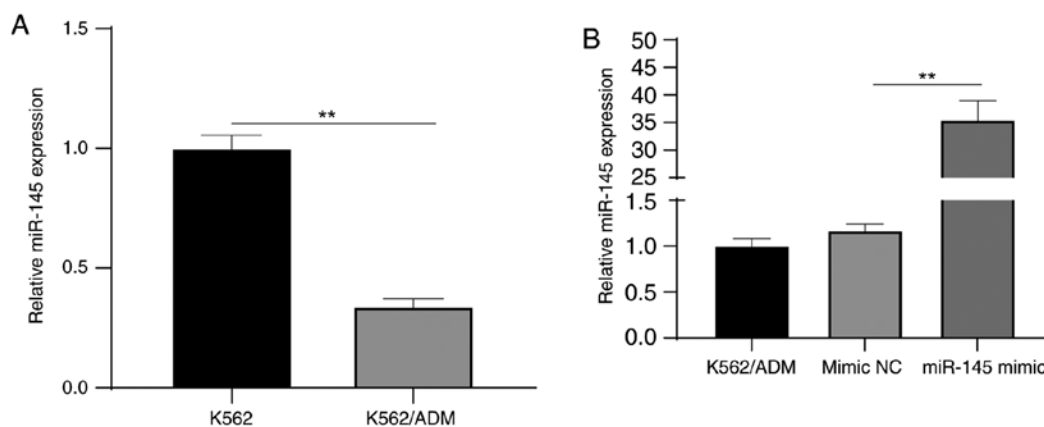 A
Relative miR-145 expression
1.5
1.0
0.5
0.0
**
K562
K562/ADM
B
Relative miR-145 expression
50
45
40
35
30
25
1.5
1.0
0.5
0.0
**
K562/ADM
Mimic NC
miR-145 mimic